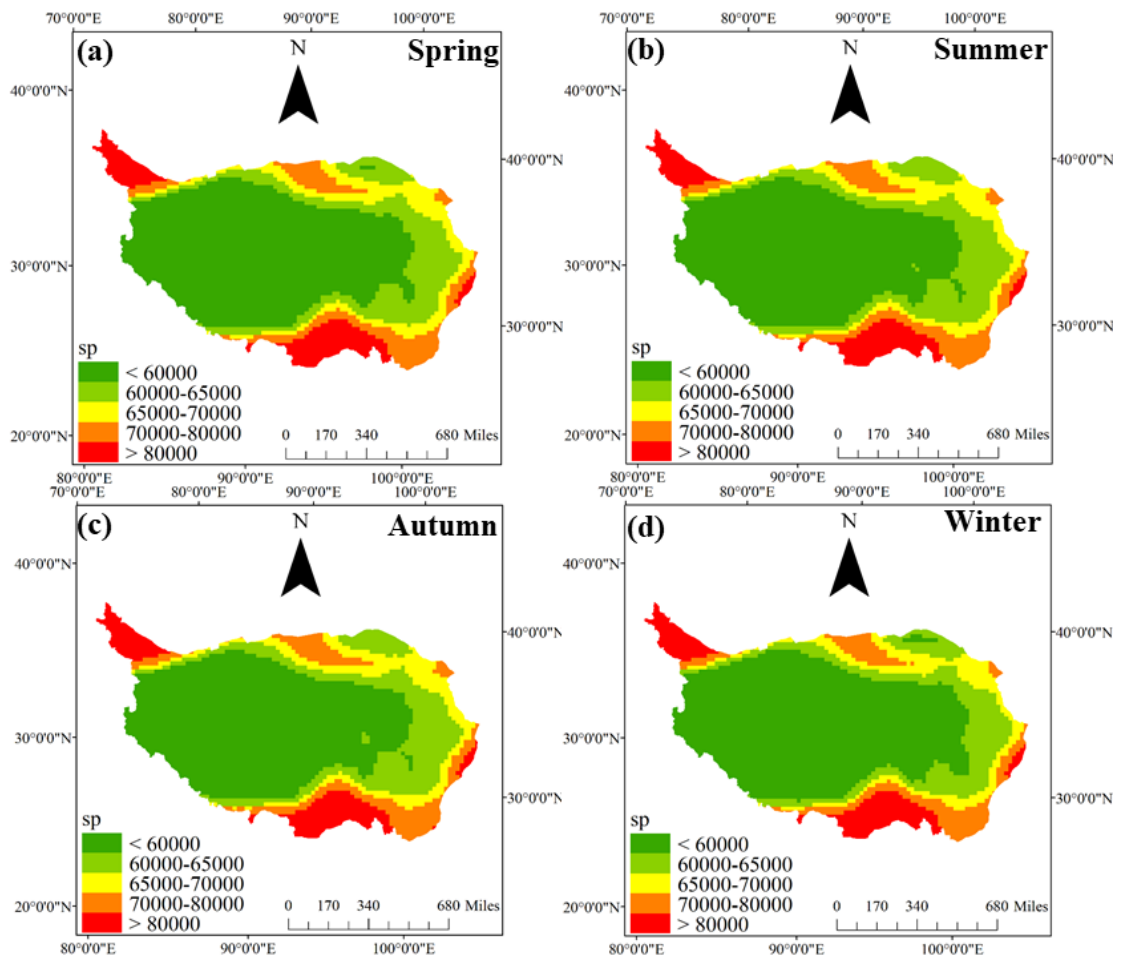 70°0'0"E 80°0'0"E 90°0'0"E 100°0'0"E 70°0'0"E 80°0'0"E 90°0'0"E 100°0'0"E
(a) N Spring
(b) N Summer
40°0'0"N 40°0'0"N
40°0'0"N 40°0'0"N
30°0'0"N 30°0'0"N
30°0'0"N 30°0'0"N
sp
< 60000
60000-65000
65000-70000
70000-80000
> 80000
0 170 340 680 Miles
sp
< 60000
60000-65000
65000-70000
70000-80000
> 80000
0 170 340 680 Miles
20°0'0"N 20°0'0"N
80°0'0"E 90°0'0"E 100°0'0"E 80°0'0"E 90°0'0"E 100°0'0"E
70°0'0"E 80°0'0"E 90°0'0"E 100°0'0"E 70°0'0"E 80°0'0"E 90°0'0"E 100°0'0"E
(c) N Autumn
(d) N Winter
40°0'0"N 40°0'0"N
40°0'0"N 40°0'0"N
30°0'0"N 30°0'0"N
30°0'0"N 30°0'0"N
sp
< 60000
60000-65000
65000-70000
70000-80000
> 80000
0 170 340 680 Miles
sp
< 60000
60000-65000
65000-70000
70000-80000
> 80000
0 170 340 680 Miles
20°0'0"N 20°0'0"N
80°0'0"E 90°0'0"E 100°0'0"E 80°0'0"E 90°0'0"E 100°0'0"E